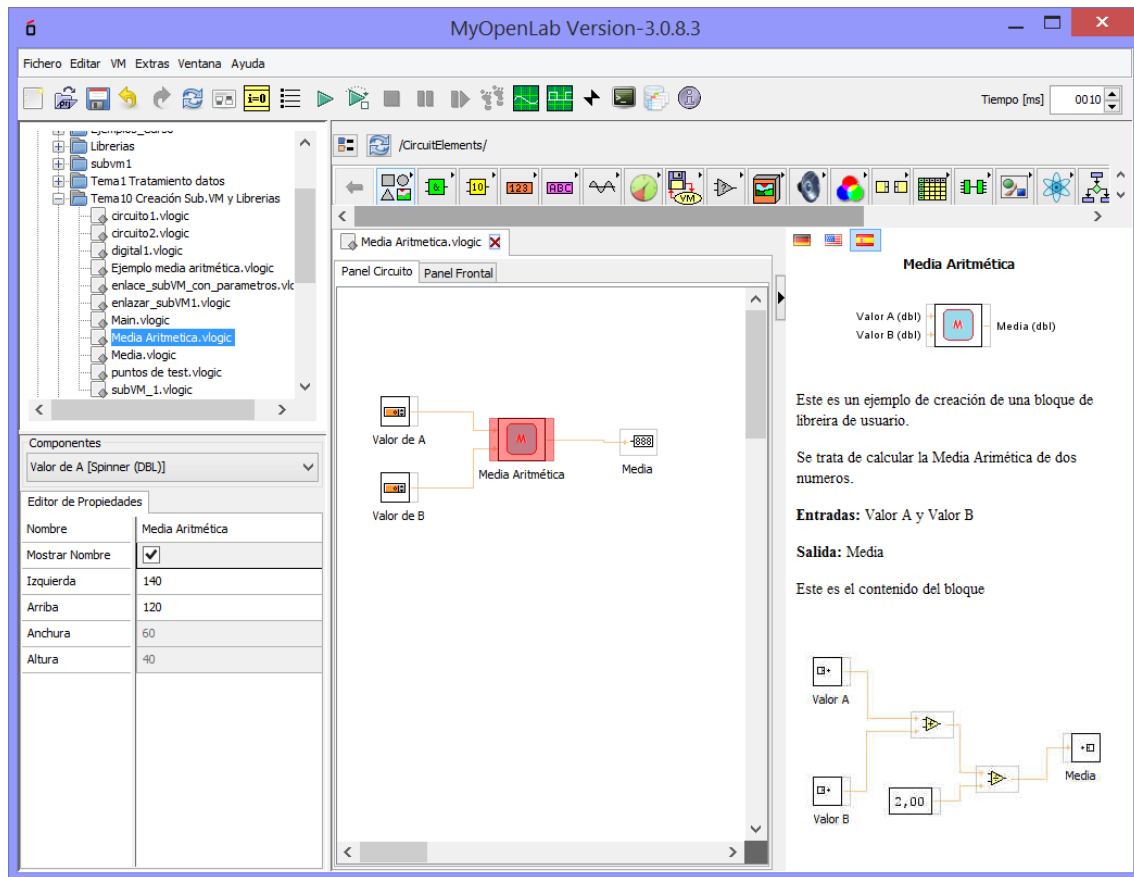 MyOpenLab Version-3.0.8.3
Fichero Editar VM Extras Ventana Ayuda
i=0
Tiempo [ms] 0010
Librerias
subvm1
Tema1 Tratamiento datos
Tema10 Creación Sub.VM y Librerias
circuito1.vlogic
circuito2.vlogic
digital1.vlogic
Ejemplo media aritmética.vlogic
enlace_subVM_con_parametros.vlc
enlazar_subVM1.vlogic
Main.vlogic
Media Aritmetica.vlogic
Media.vlogic
puntos de test.vlogic
subVM_1.vlogic
Componentes
Valor de A [Spinner (DBL)]
Editor de Propiedades
Nombre Media Aritmética
Mostrar Nombre
Izquierda 140
Arriba 120
Anchura 60
Altura 40
/CircuitElements/
& 10 123 ABC VM
Media Aritmetica.vlogic
Panel Circuito Panel Frontal
Valor de A
M
Media Aritmética
888
Media
Valor de B
Media Aritmética
Valor A (dbl)
Valor B (dbl)
M
Media (dbl)
Este es un ejemplo de creación de una bloque de
libreira de usuario.
Se trata de calcular la Media Arimética de dos
numeros.
Entradas: Valor A y Valor B
Salida: Media
Este es el contenido del bloque
Valor A
Media
2,00
Valor B